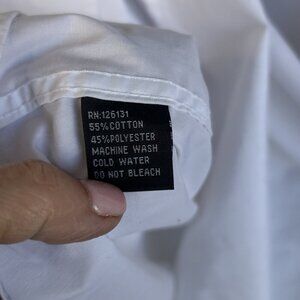 RN:126131
55%COTTON
45%POLYESTER
MACHINE WASH
COLD WATER
DO NOT BLEACH